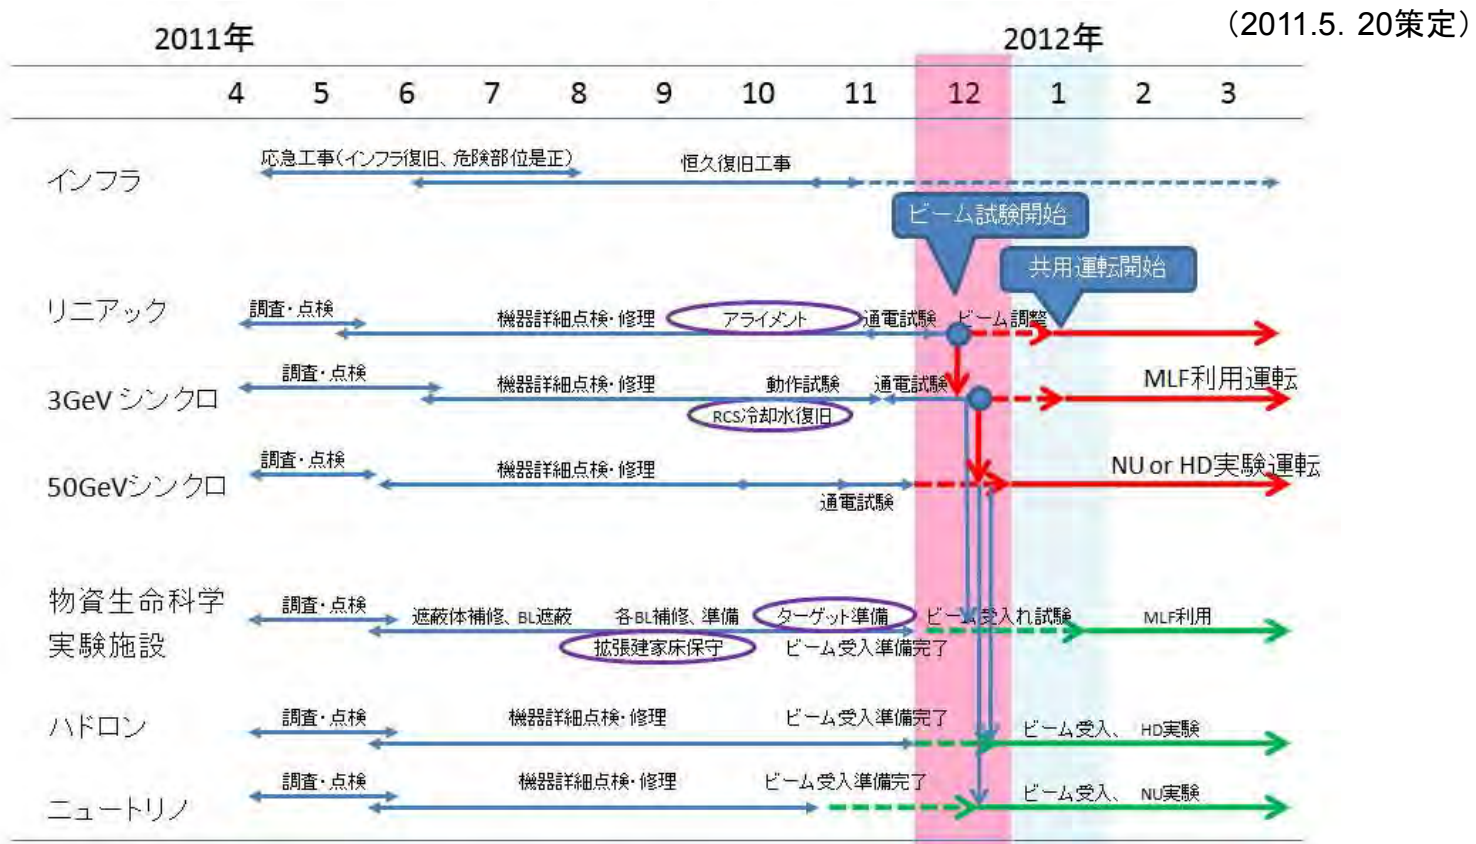 (2011.5. 20策定)
2011年 2012年
4 5 6 7 8 9 10 11 12 1 2 3
インフラ
応急工事(インフラ復旧、危険部位是正)
恒久復旧工事
ビーム試験開始
共用運転開始
リニアック
調査・点検
機器詳細点検・修理
アライメント
通電試験
ビーム調整
3GeV シンクロ
調査・点検
機器詳細点検・修理
動作試験
通電試験
MLF利用運転
RCS冷却水復旧
50GeVシンクロ
調査・点検
機器詳細点検・修理
通電試験
NU or HD実験運転
物資生命科学
実験施設
調査・点検
遮蔽体補修、BL遮蔽
各BL補修、準備
ターゲット準備
ビーム受入れ試験
MLF利用
拡張建家床保守
ビーム受入準備完了
ハドロン
調査・点検
機器詳細点検・修理
ビーム受入準備完了
ビーム受入、 HD実験
ニュートリノ
調査・点検
機器詳細点検・修理
ビーム受入準備完了
ビーム受入、 NU実験